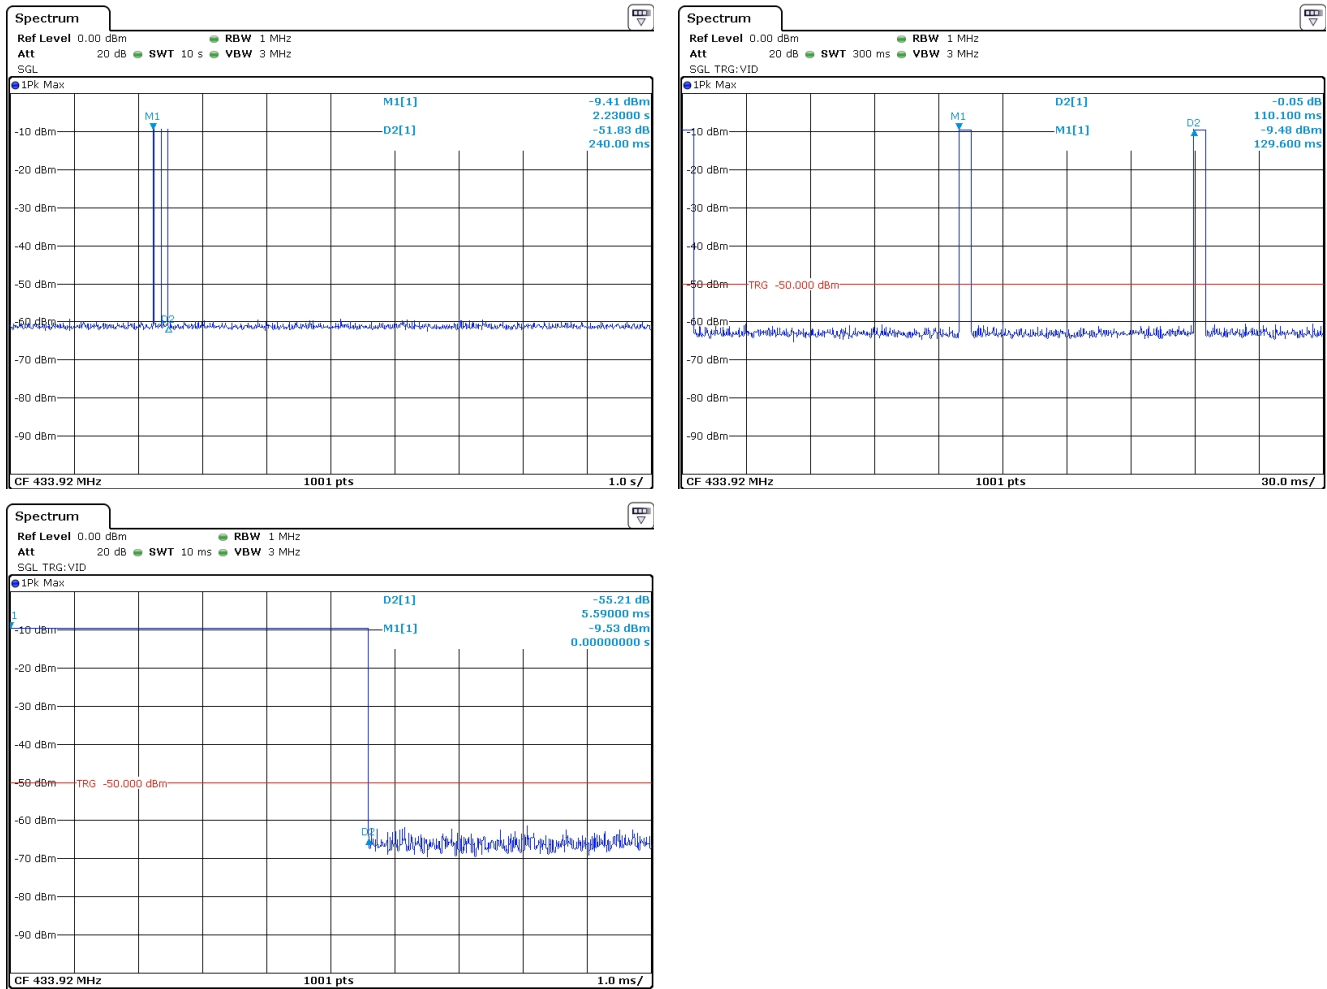 Spectrum
Ref Level 0.00 dBm RBW 1 MHz
Att 20 dB SWT 10 s VBW 3 MHz
SGL
1Pk Max
M1[1] -9.41 dBm
2.23000 s
D2[1] -51.83 dB
240.00 ms
M1
D2
-10 dBm
-20 dBm
-30 dBm
-40 dBm
-50 dBm
-60 dBm
-70 dBm
-80 dBm
-90 dBm
CF 433.92 MHz 1001 pts 1.0 s/
Spectrum
Ref Level 0.00 dBm RBW 1 MHz
Att 20 dB SWT 300 ms VBW 3 MHz
SGL TRG:VID
1Pk Max
D2[1] -0.05 dB
110.100 ms
M1[1] -9.48 dBm
129.600 ms
M1
D2
-10 dBm
-20 dBm
-30 dBm
-40 dBm
-50 dBm
TRG -50.000 dBm
-60 dBm
-70 dBm
-80 dBm
-90 dBm
CF 433.92 MHz 1001 pts 30.0 ms/
Spectrum
Ref Level 0.00 dBm RBW 1 MHz
Att 20 dB SWT 10 ms VBW 3 MHz
SGL TRG:VID
1Pk Max
D2[1] -55.21 dB
5.59000 ms
M1[1] -9.53 dBm
0.00000000 s
1
-10 dBm
-20 dBm
-30 dBm
-40 dBm
-50 dBm
TRG -50.000 dBm
-60 dBm
D2
-70 dBm
-80 dBm
-90 dBm
CF 433.92 MHz 1001 pts 1.0 ms/